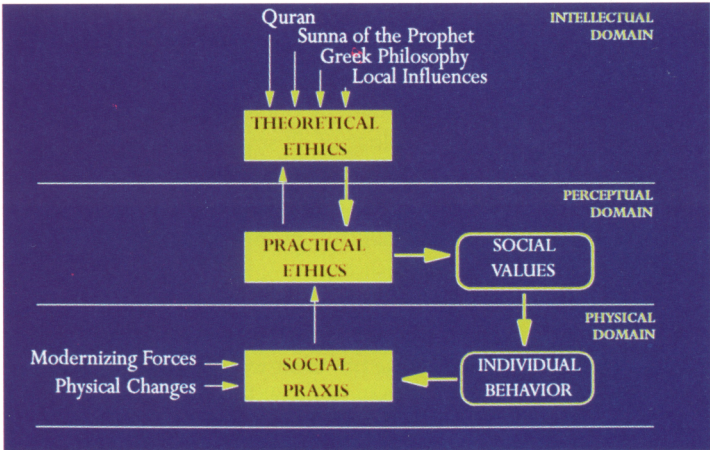 Quran
INTELLECTUAL
DOMAIN
Sunna of the Prophet
Greek Philosophy
Local Influences
THEORETICAL
ETHICS
PERCEPTUAL
DOMAIN
PRACTICAL
ETHICS
SOCIAL
VALUES
PHYSICAL
DOMAIN
Modernizing Forces
Physical Changes
SOCIAL
PRAXIS
INDIVIDUAL
BEHAVIOR